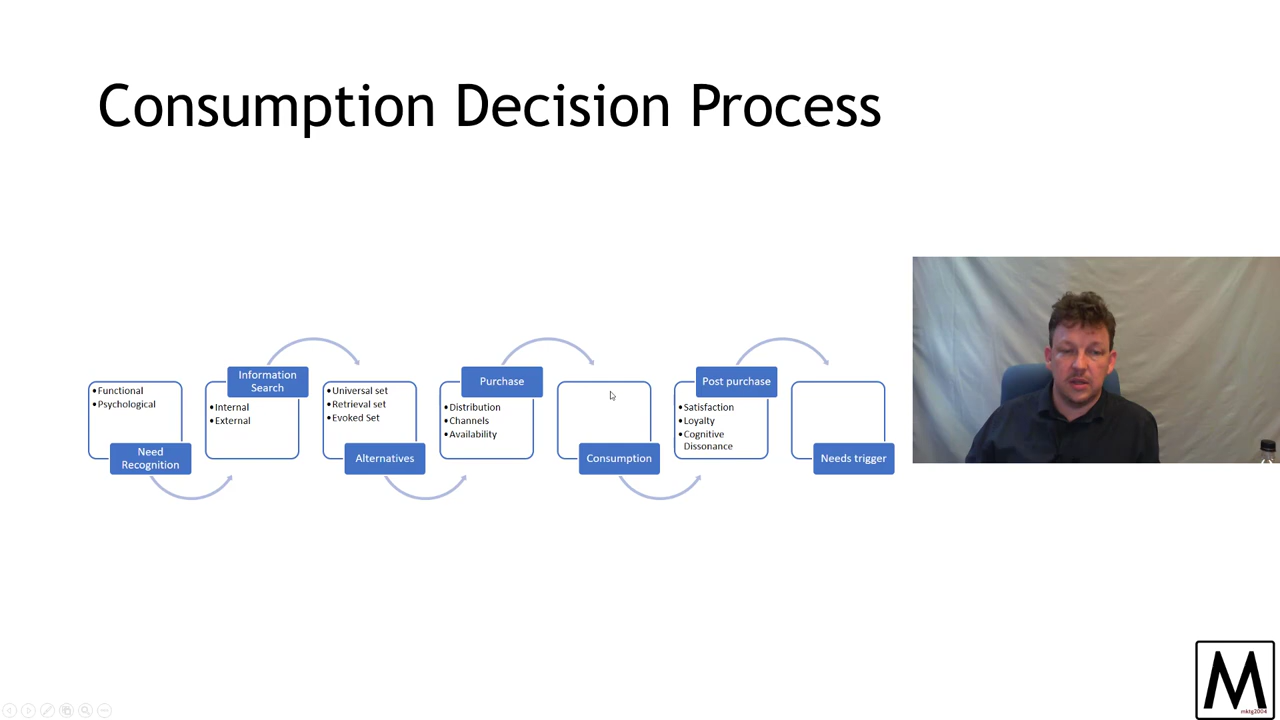 Consumption Decision Process
•Functional
•Psychological
Need
Recognition
Information
Search
•Internal
•External
•Universal set
•Retrieval set
•Evoked Set
Alternatives
Purchase
•Distribution
•Channels
•Availability
Consumption
Post purchase
•Satisfaction
•Loyalty
•Cognitive
Dissonance
Needs trigger
M
mktg2004